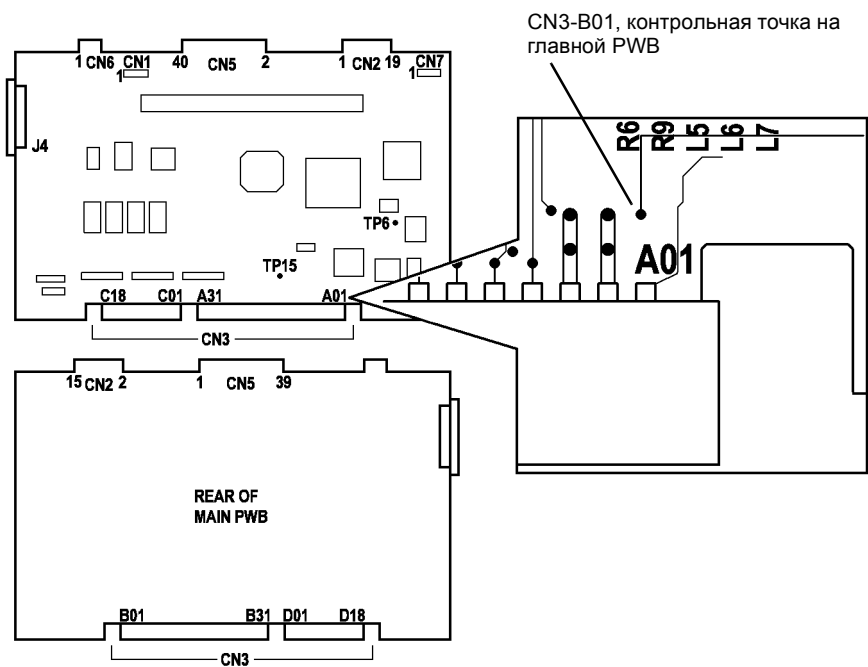 CN3-B01, контрольная точка на
главной PWB
1 CN6 CN1 40 CN5 2 1 CN2 19 CN7
1 1
J4
R6 R9 L5 L6 L7
TP6
TP15
A01
C18 C01 A31 A01
CN3
15 CN2 2 1 CN5 39
REAR OF
MAIN PWB
B01 B31 D01 D18
CN3